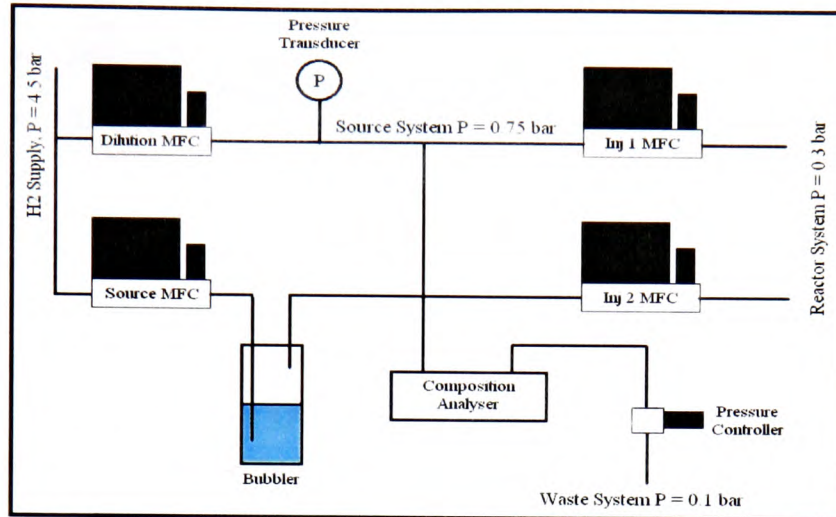 Pressure
Transducer
P
H2 Supply, P = 4 5 bar
Dilution MFC
Source System P = 0 75 bar
Inj 1 MFC
Reactor System P = 0 3 bar
Source MFC
Inj 2 MFC
Composition
Analyser
Pressure
Controller
Bubbler
Waste System P = 0.1 bar